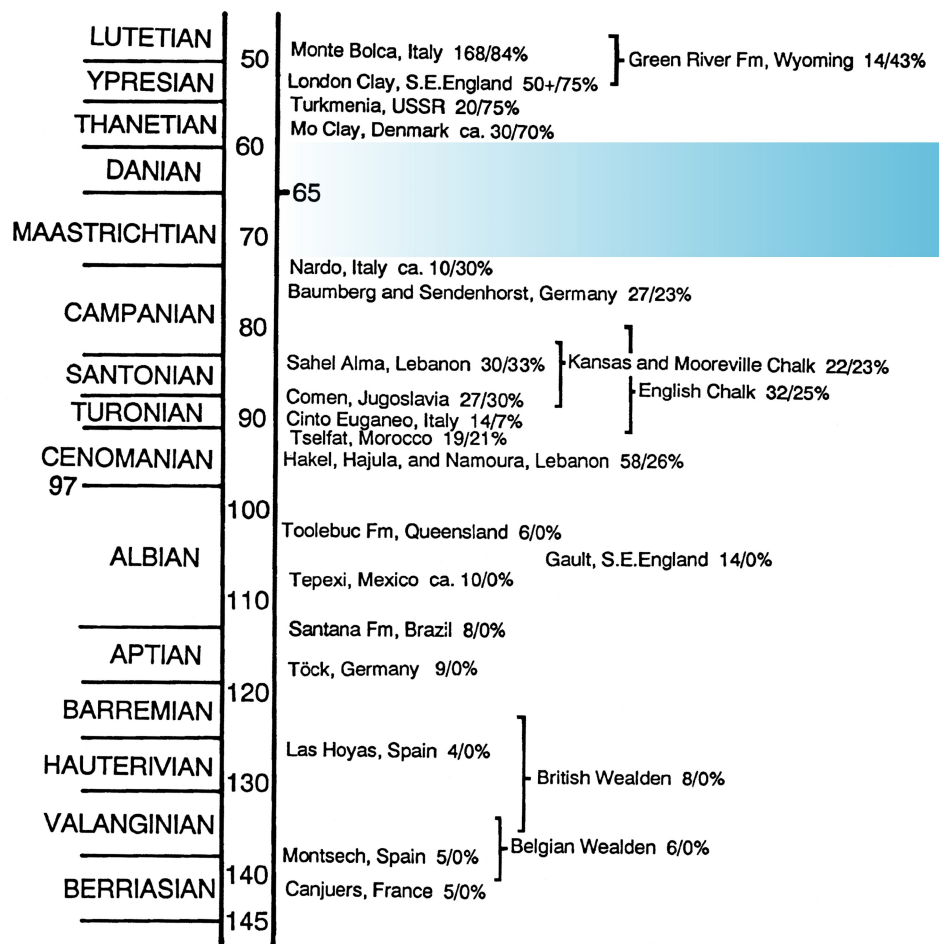 LUTETIAN
50
Monte Bolca, Italy 168/84%
Green River Fm, Wyoming 14/43%
YPRESIAN
London Clay, S.E.England 50+/75%
Turkmenia, USSR 20/75%
THANETIAN
Mo Clay, Denmark ca. 30/70%
60
DANIAN
65
MAASTRICHTIAN
70
Nardo, Italy ca. 10/30%
Baumberg and Sendenhorst, Germany 27/23%
CAMPANIAN
80
Sahel Alma, Lebanon 30/33%
Kansas and Mooreville Chalk 22/23%
SANTONIAN
English Chalk 32/25%
Comen, Jugoslavia 27/30%
TURONIAN
90
Cinto Euganeo, Italy 14/7%
Tselfat, Morocco 19/21%
CENOMANIAN
Hakel, Hajula, and Namoura, Lebanon 58/26%
97
100
Toolebuc Fm, Queensland 6/0%
ALBIAN
Gault, S.E.England 14/0%
Tepexi, Mexico ca. 10/0%
110
Santana Fm, Brazil 8/0%
APTIAN
Töck, Germany 9/0%
120
BARREMIAN
Las Hoyas, Spain 4/0%
HAUTERIVIAN
130
British Wealden 8/0%
VALANGINIAN
Belgian Wealden 6/0%
Montsech, Spain 5/0%
140
BERRIASIAN
Canjuers, France 5/0%
145